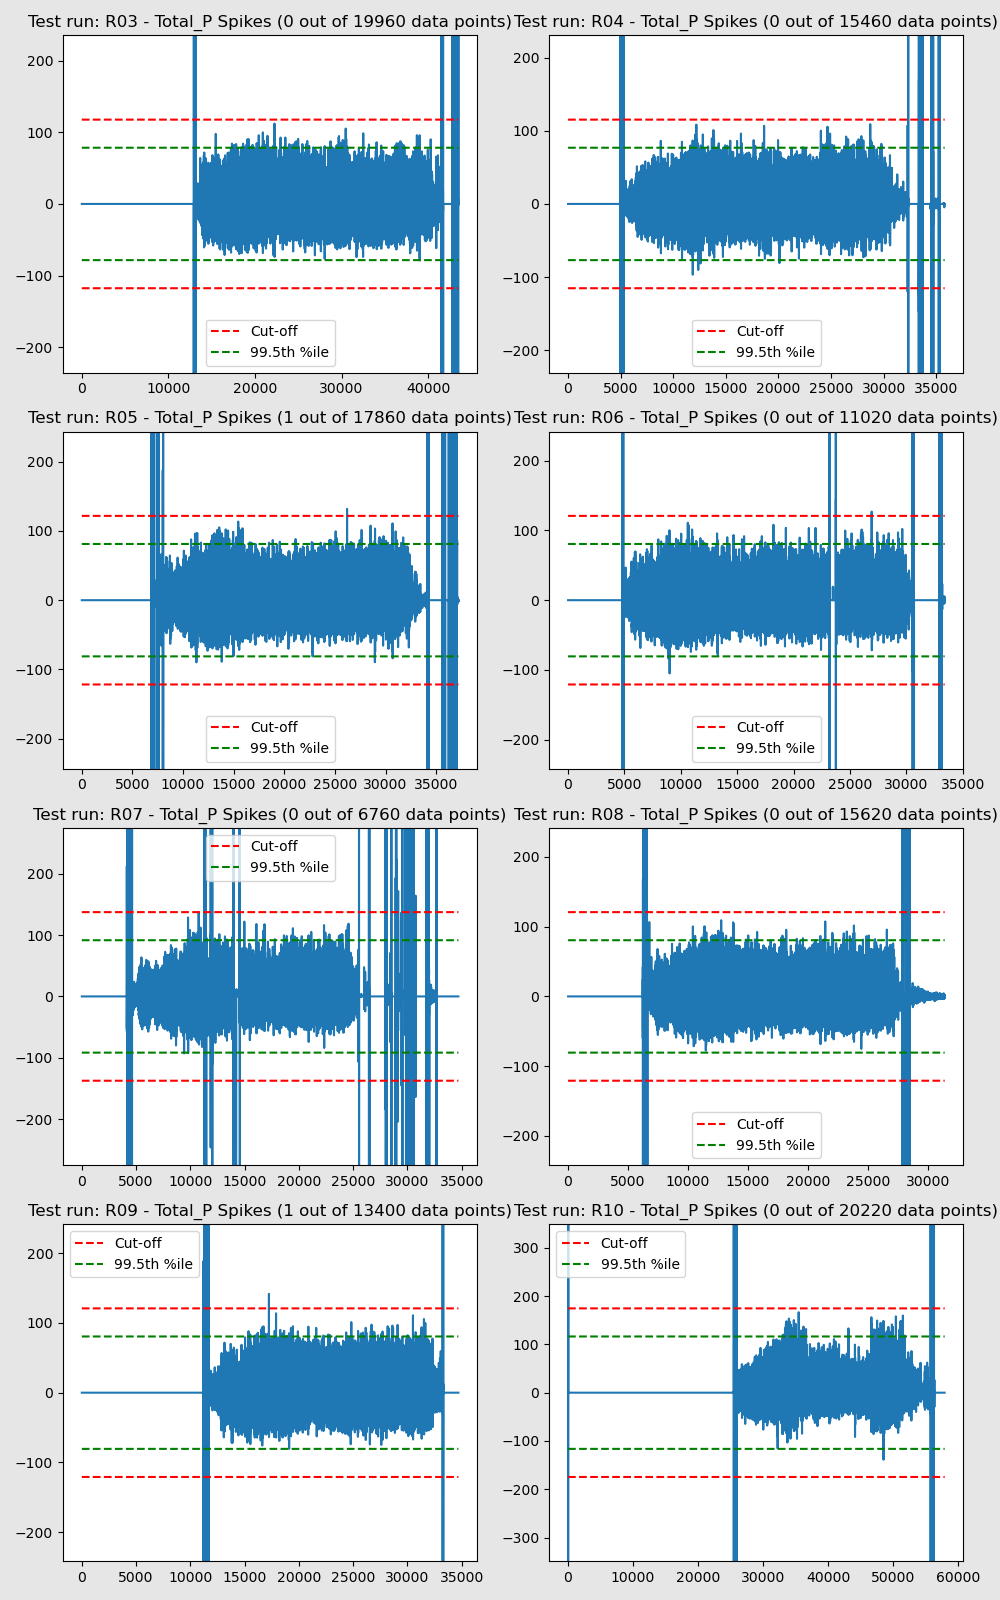 Test run: R03 - Total_P Spikes (0 out of 19960 data points)
200
100
0
−100
−200
Cut-off
99.5th %ile
0 10000 20000 30000 40000
Test run: R04 - Total_P Spikes (0 out of 15460 data points)
200
100
0
−100
−200
Cut-off
99.5th %ile
0 5000 10000 15000 20000 25000 30000 35000
Test run: R05 - Total_P Spikes (1 out of 17860 data points)
200
100
0
−100
−200
Cut-off
99.5th %ile
0 5000 10000 15000 20000 25000 30000 35000
Test run: R06 - Total_P Spikes (0 out of 11020 data points)
200
100
0
−100
−200
Cut-off
99.5th %ile
0 5000 10000 15000 20000 25000 30000 35000
Test run: R07 - Total_P Spikes (0 out of 6760 data points)
Cut-off
99.5th %ile
200
100
0
−100
−200
0 5000 10000 15000 20000 25000 30000 35000
Test run: R08 - Total_P Spikes (0 out of 15620 data points)
200
100
0
−100
−200
Cut-off
99.5th %ile
0 5000 10000 15000 20000 25000 30000
Test run: R09 - Total_P Spikes (1 out of 13400 data points)
Cut-off
99.5th %ile
200
100
0
−100
−200
0 5000 10000 15000 20000 25000 30000 35000
Test run: R10 - Total_P Spikes (0 out of 20220 data points)
Cut-off
99.5th %ile
300
200
100
0
−100
−200
−300
0 10000 20000 30000 40000 50000 60000